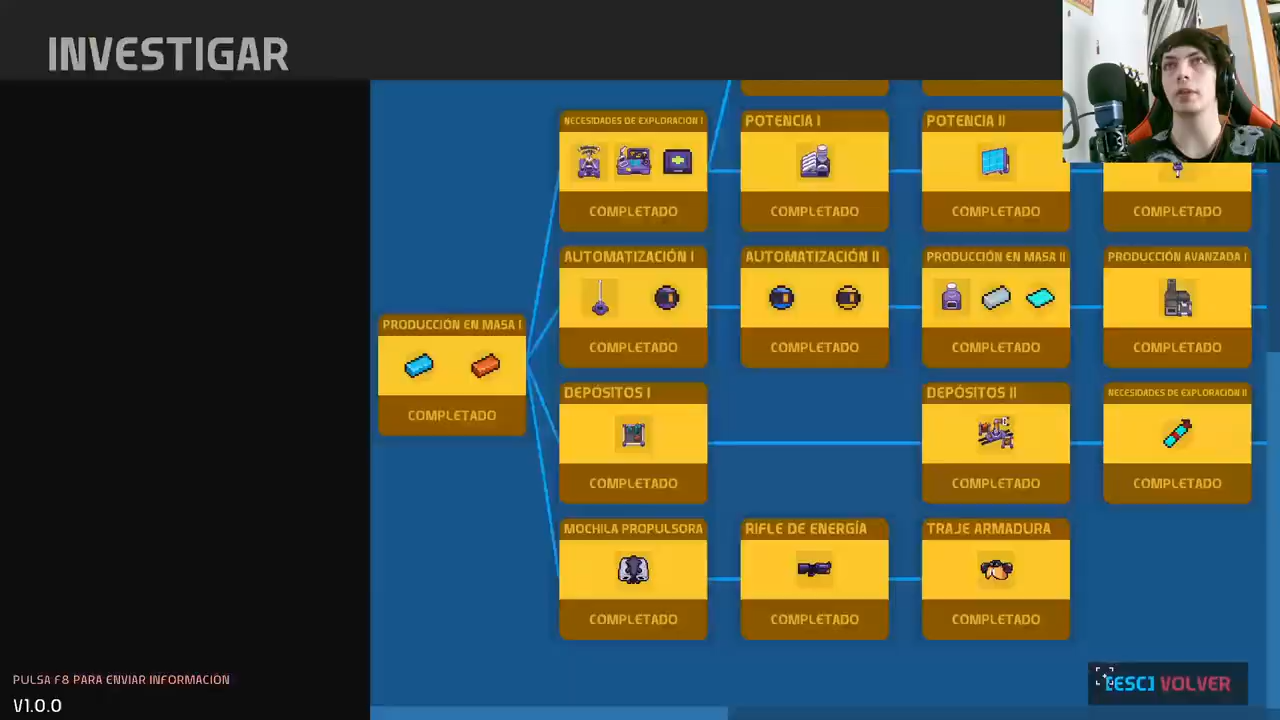 INVESTIGAR
NECESIDADES DE EXPLORACIÓN I
POTENCIA I
POTENCIA II
COMPLETADO
COMPLETADO
COMPLETADO
COMPLETADO
AUTOMATIZACIÓN I
AUTOMATIZACIÓN II
PRODUCCIÓN EN MASA II
PRODUCCIÓN AVANZADA I
COMPLETADO
COMPLETADO
COMPLETADO
COMPLETADO
PRODUCCIÓN EN MASA I
COMPLETADO
DEPÓSITOS I
DEPÓSITOS II
NECESIDADES DE EXPLORACIÓN II
COMPLETADO
COMPLETADO
COMPLETADO
MOCHILA PROPULSORA
RIFLE DE ENERGÍA
TRAJE ARMADURA
COMPLETADO
COMPLETADO
COMPLETADO
PULSA F8 PARA ENVIAR INFORMACIÓN
V1.0.0
[ESC] VOLVER